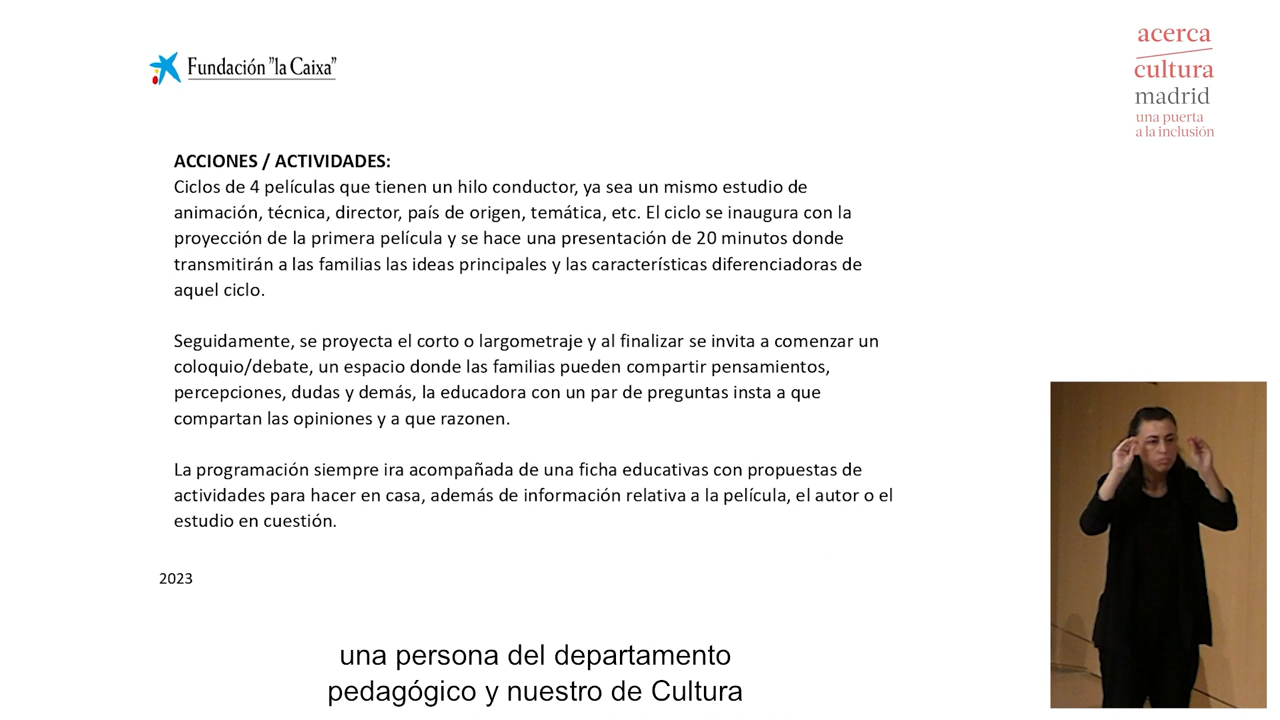 Fundación "la Caixa"
acerca
cultura
madrid
una puerta
a la inclusión
ACCIONES / ACTIVIDADES:
Ciclos de 4 películas que tienen un hilo conductor, ya sea un mismo estudio de
animación, técnica, director, país de origen, temática, etc. El ciclo se inaugura con la
proyección de la primera película y se hace una presentación de 20 minutos donde
transmitirán a las familias las ideas principales y las características diferenciadoras de
aquel ciclo.
Seguidamente, se proyecta el corto o largometraje y al finalizar se invita a comenzar un
coloquio/debate, un espacio donde las familias pueden compartir pensamientos,
percepciones, dudas y demás, la educadora con un par de preguntas insta a que
compartan las opiniones y a que razonen.
La programación siempre ira acompañada de una ficha educativas con propuestas de
actividades para hacer en casa, además de información relativa a la película, el autor o el
estudio en cuestión.
2023
una persona del departamento
pedagógico y nuestro de Cultura